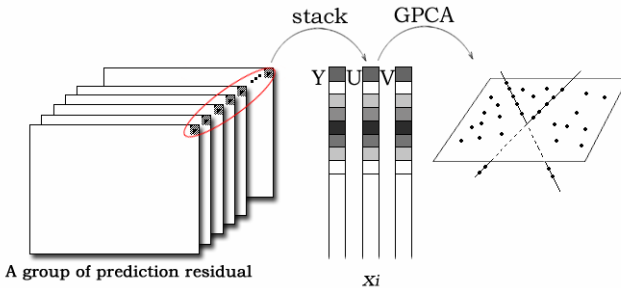 stack
GPCA
Y U V
A group of prediction residual
xi